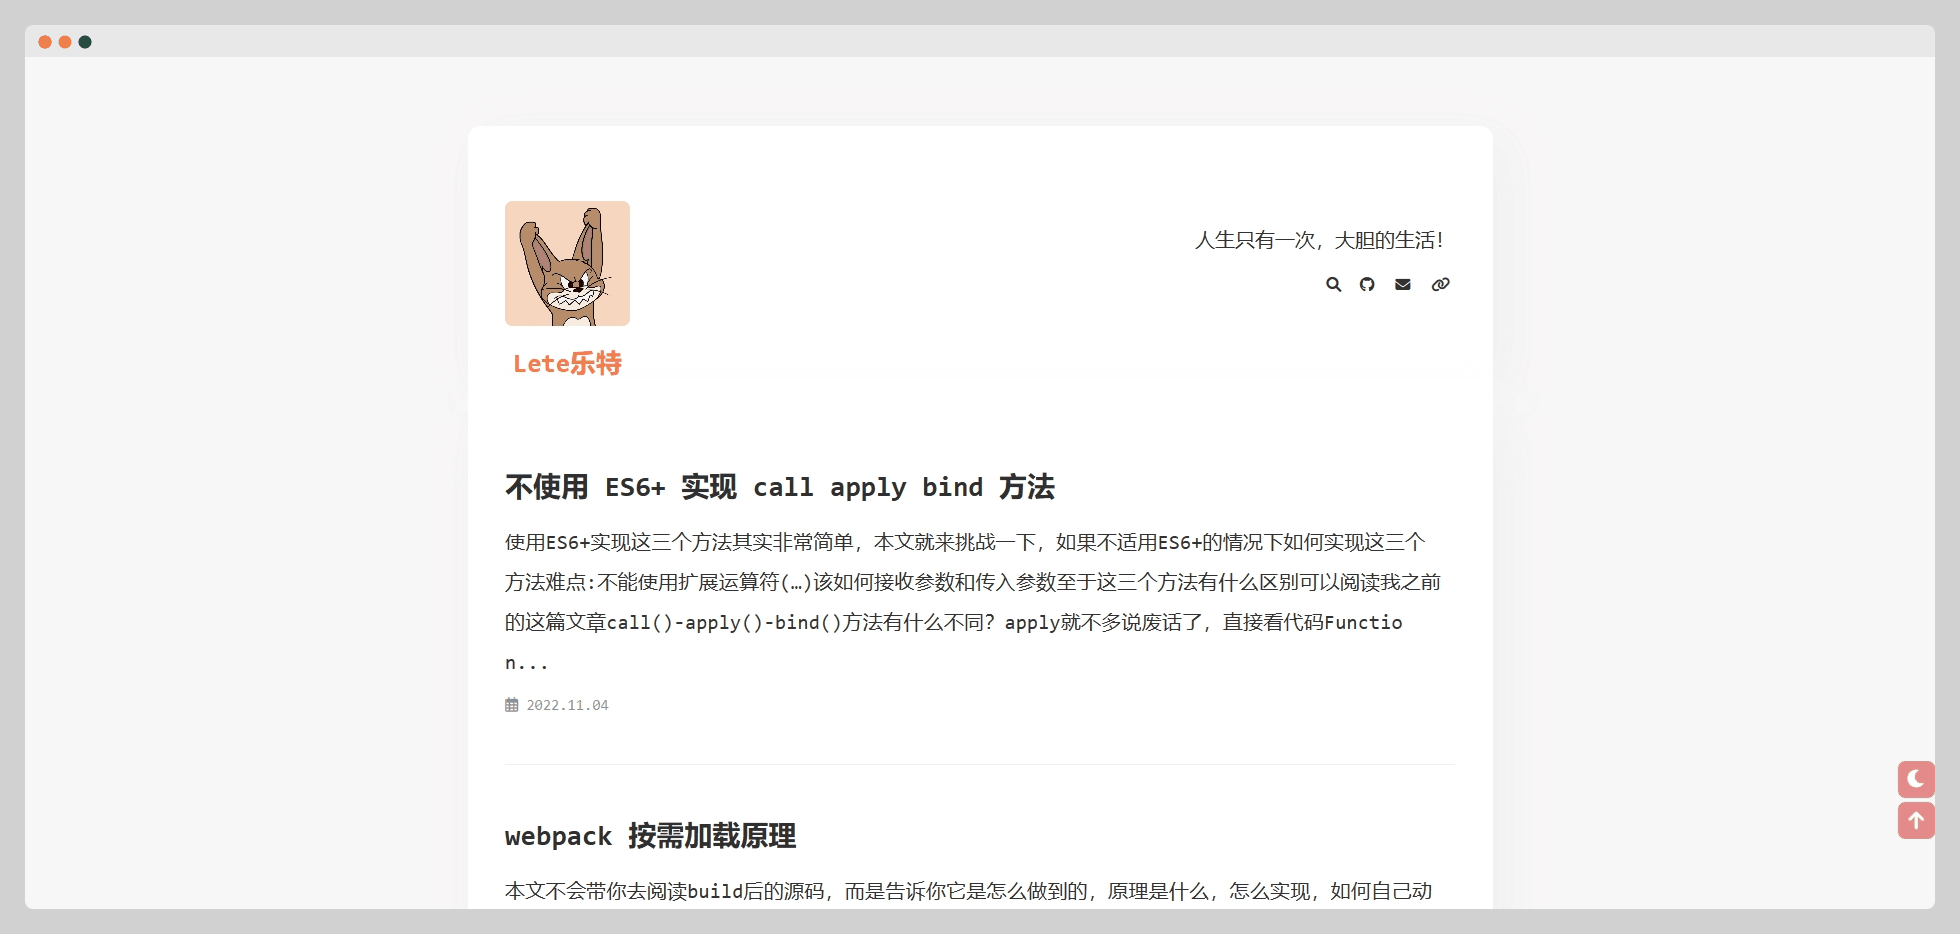 人生只有一次，大胆的生活！
Lete乐特
不使用 ES6+ 实现 call apply bind 方法
使用ES6+实现这三个方法其实非常简单，本文就来挑战一下，如果不适用ES6+的情况下如何实现这三个
方法难点:不能使用扩展运算符(…)该如何接收参数和传入参数至于这三个方法有什么区别可以阅读我之前
的这篇文章call()-apply()-bind()方法有什么不同？apply就不多说废话了，直接看代码Functio
n...
2022.11.04
webpack 按需加载原理
本文不会带你去阅读build后的源码，而是告诉你它是怎么做到的，原理是什么，怎么实现，如何自己动